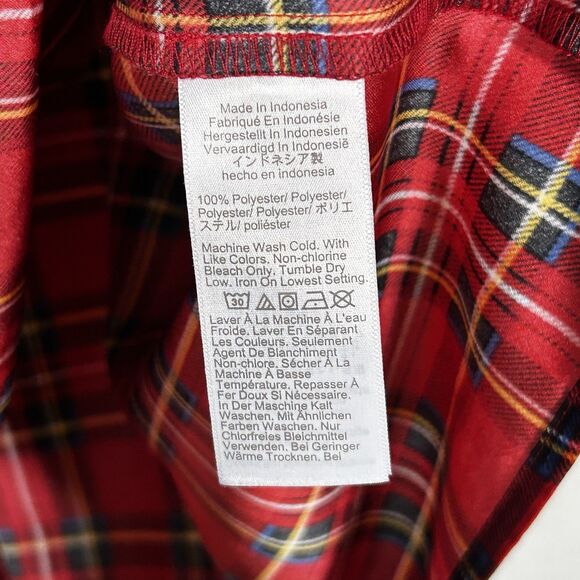 Made In Indonesia
Fabriqué En Indonésie
Hergestellt In Indonesien
Vervaardigd In Indonesië
インドネシア製
hecho en indonesia
100% Polyester/ Polyester/
Polyester/ Polyester/ ポリエ
ステル/ poliéster
Machine Wash Cold. With
Like Colors. Non-chlorine
Bleach Only. Tumble Dry
Low. Iron On Lowest Setting.
30
Laver À La Machine À L'eau
Froide. Laver En Séparant
Les Couleurs. Seulement
Agent De Blanchiment
Non-chlore. Sécher À La
Machine À Basse
Température. Repasser À
Fer Doux Si Nécessaire.
In Der Maschine Kalt
Waschen. Mit Ähnlichen
Farben Waschen. Nur
Chlorfreies Bleichmittel
Verwenden. Bei Geringer
Wärme Trocknen. Bei